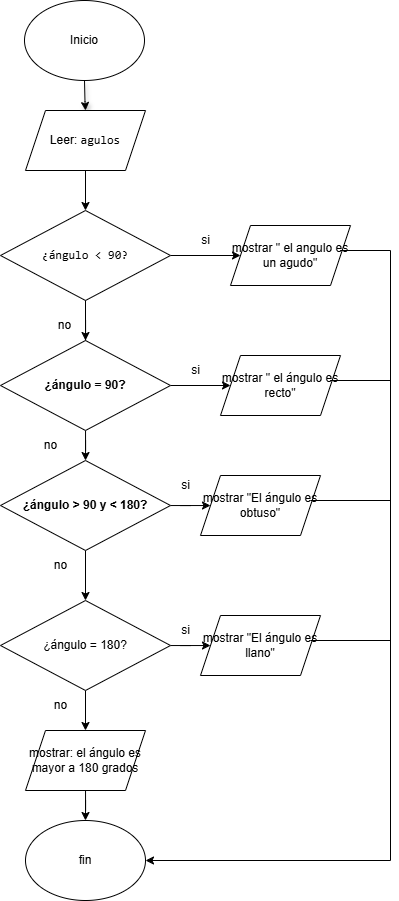 Inicio
Leer: agulos
¿ángulo < 90?
si
mostrar " el angulo es
un agudo"
no
¿ángulo = 90?
si
mostrar " el ángulo es
recto"
no
¿ángulo > 90 y < 180?
si
mostrar "El ángulo es
obtuso"
no
¿ángulo = 180?
si
mostrar "El ángulo es
llano"
no
mostrar: el ángulo es
mayor a 180 grados
fin